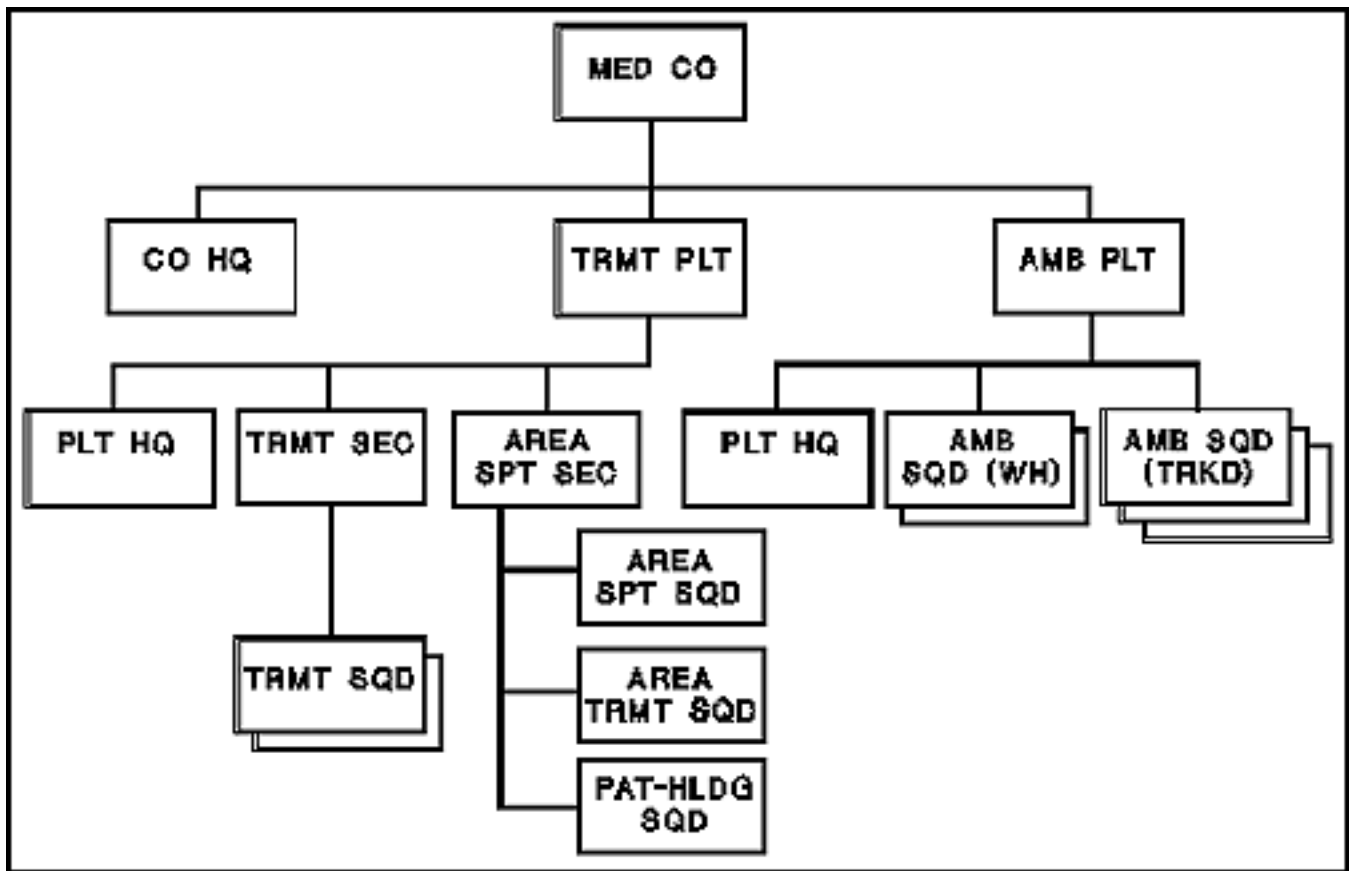 MED CO
CO HQ
TRMT PLT
AMB PLT
PLT HQ
TRMT SEC
AREA
SPT SEC
PLT HQ
AMB
SQD (WH)
AMB SQD
(TRKD)
AREA
SPT SQD
TRMT SQD
AREA
TRMT SQD
PAT-HLDG
SQD